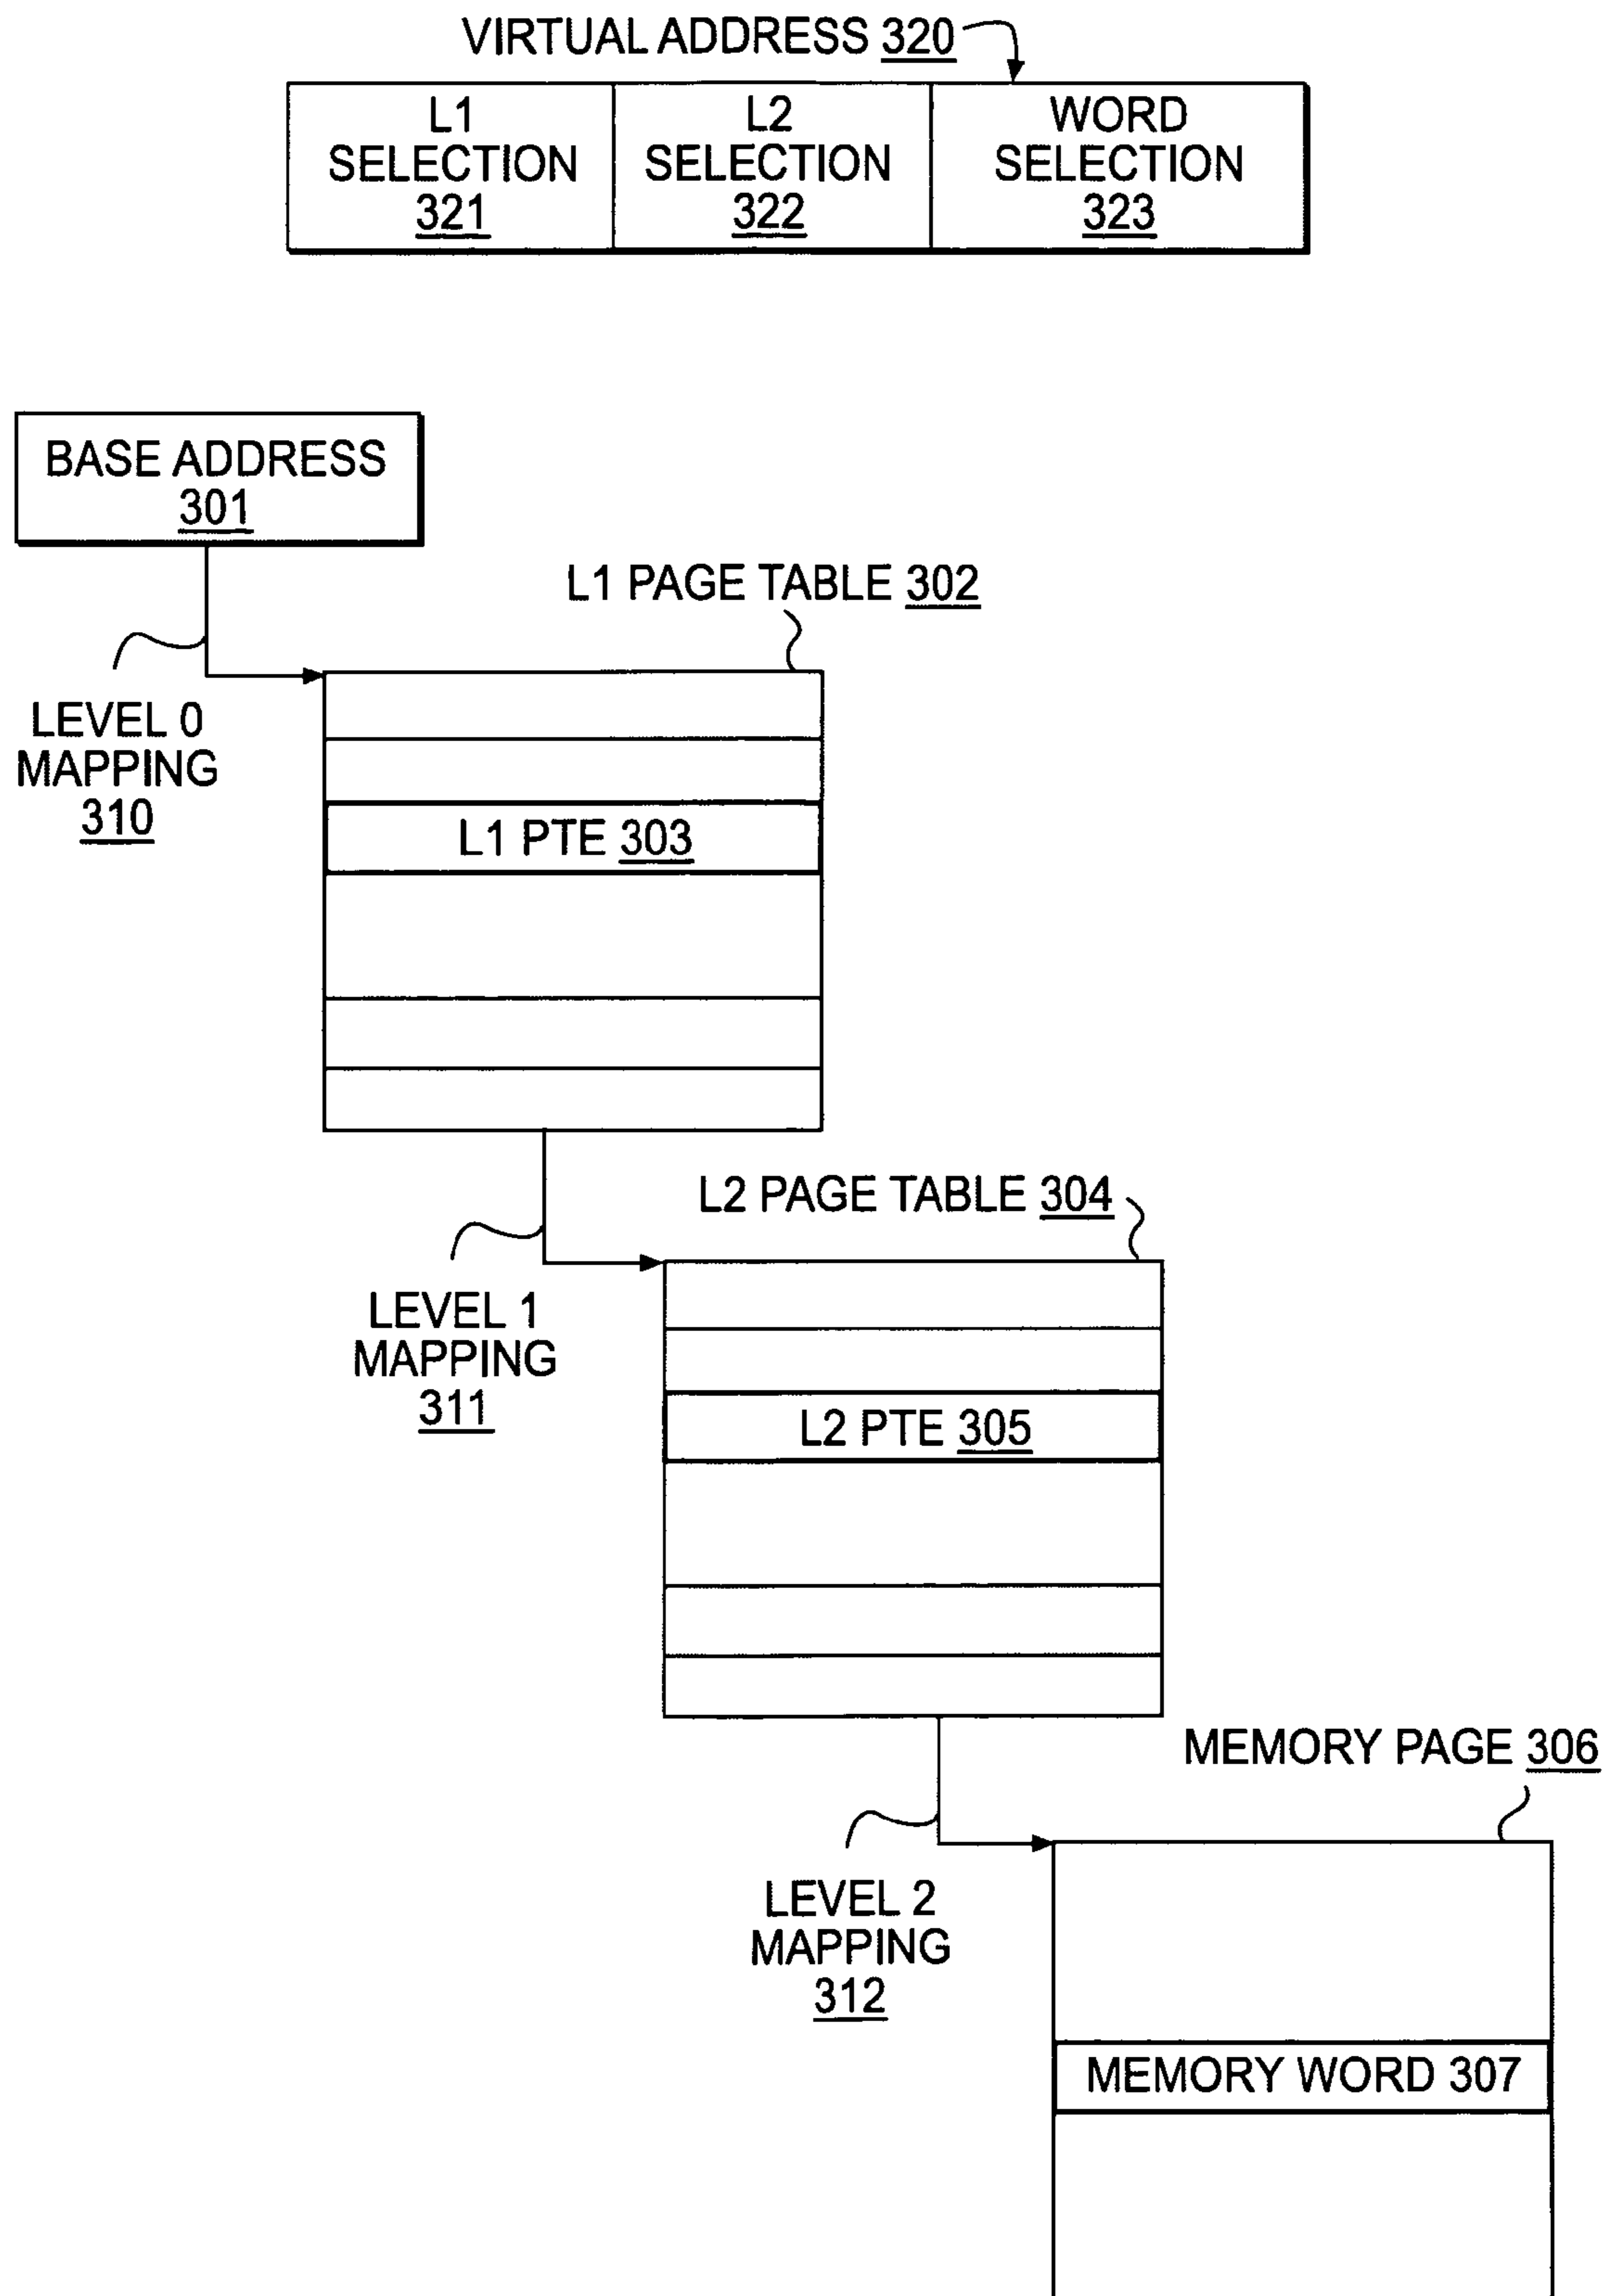 VIRTUAL ADDRESS 320
L1
SELECTION
321
L2
SELECTION
322
WORD
SELECTION
323
BASE ADDRESS
301
L1 PAGE TABLE 302
LEVEL 0
MAPPING
310
L1 PTE 303
L2 PAGE TABLE 304
LEVEL 1
MAPPING
311
L2 PTE 305
MEMORY PAGE 306
LEVEL 2
MAPPING
312
MEMORY WORD 307